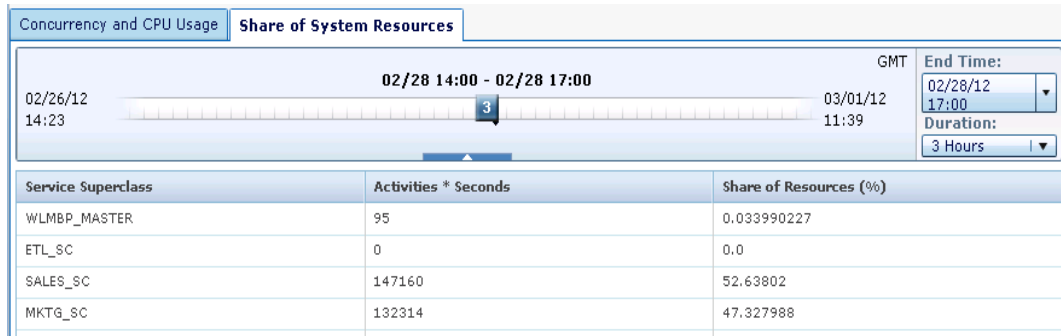 Concurrency and CPU Usage Share of System Resources
02/28 14:00 - 02/28 17:00
GMT
02/26/12
14:23
3
03/01/12
11:39
End Time:
02/28/12
17:00
Duration:
3 Hours
Service Superclass Activities * Seconds Share of Resources (%)
WLMBP_MASTER 95 0.033990227
ETL_SC 0 0.0
SALES_SC 147160 52.63802
MKTG_SC 132314 47.327988